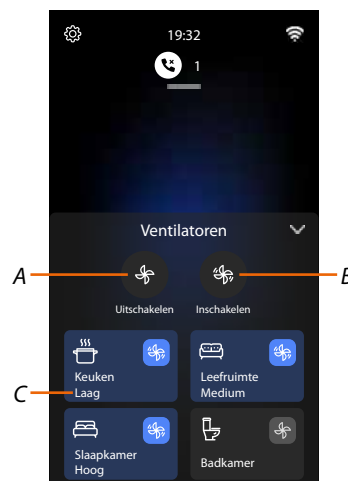 19:32
1
Ventilatoren
A
B
Uitschakelen
Inschakelen
Keuken
Laag
Leefruimte
Medium
C
Slaapkamer
Hoog
Badkamer